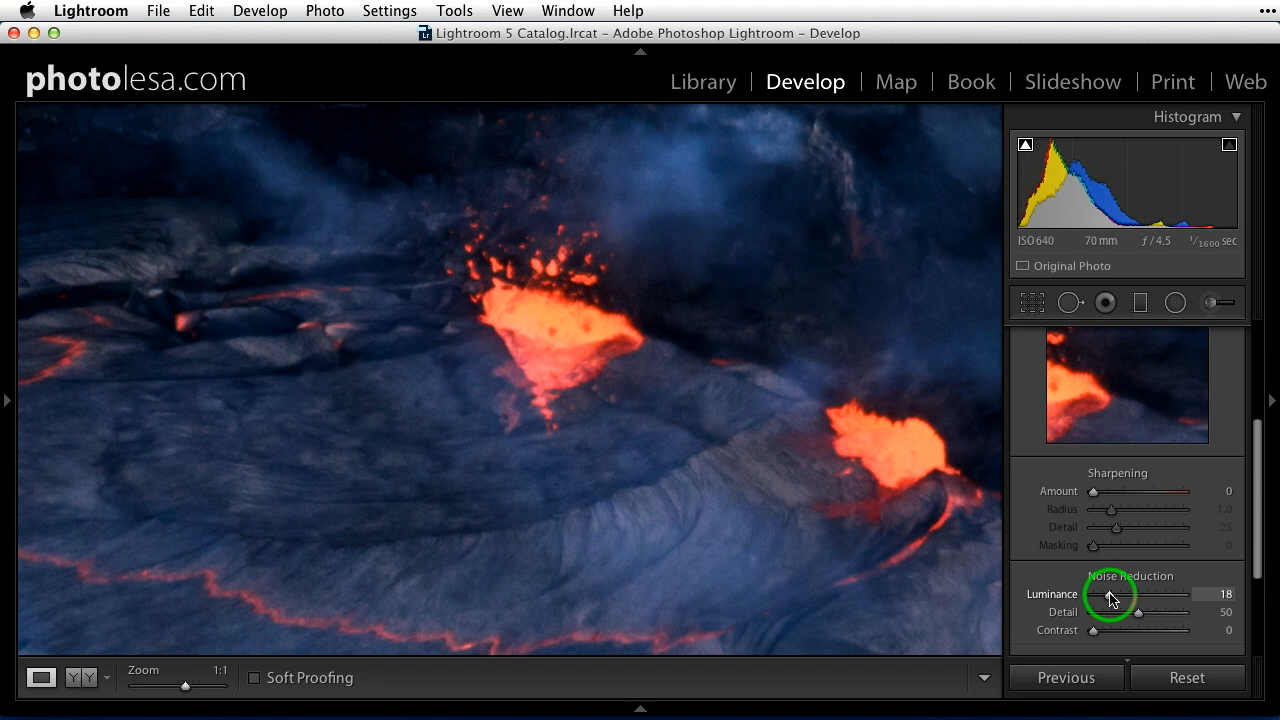 Lightroom File Edit Develop Photo Settings Tools View Window Help
Lr Lightroom 5 Catalog.lrcat – Adobe Photoshop Lightroom – Develop
photolesa.com
Library Develop Map Book Slideshow Print Web
Histogram
ISO 640 70 mm ƒ / 4.5 1/1600 sec
Original Photo
Sharpening
Amount 0
Radius 1.0
Detail 25
Masking 0
Noise Reduction
Luminance 18
Detail 50
Contrast 0
Y Y Zoom 1:1 Soft Proofing
Previous Reset